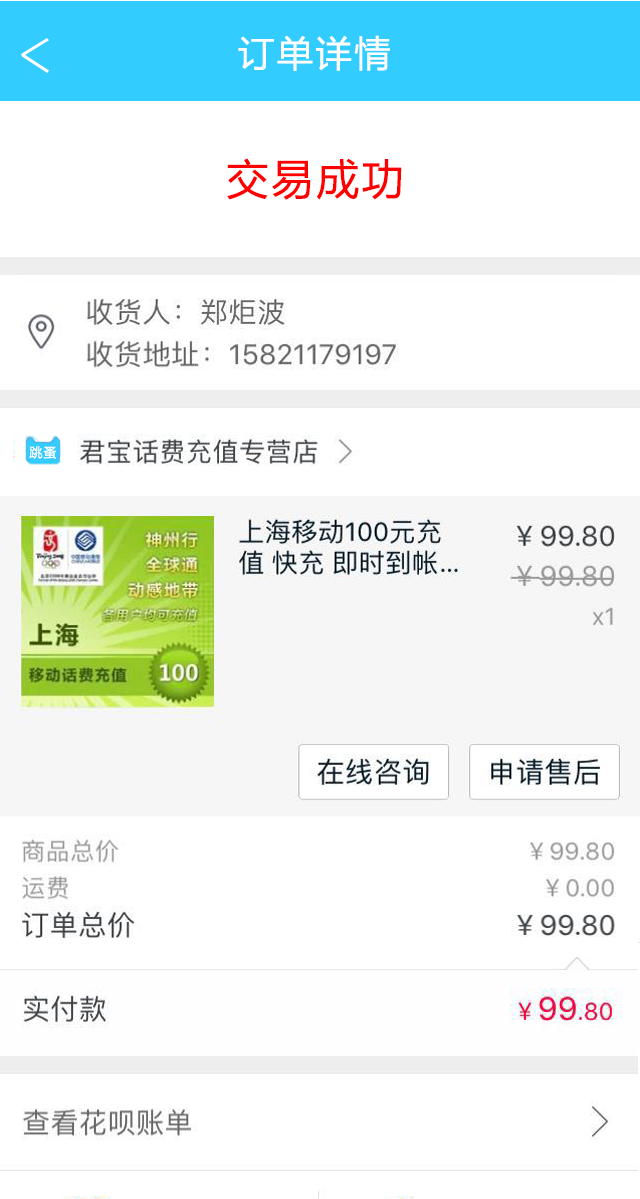 订单详情
交易成功
收货人：郑炬波
收货地址：15821179197
跳蚤
君宝话费充值专营店
上海移动100元充
值 快充 即时到帐...
¥ 99.80
¥ 99.80
x1
神州行
全球通
动感地带
各用户均可充值
上海
移动话费充值
100
在线咨询
申请售后
商品总价
¥ 99.80
运费
¥ 0.00
订单总价
¥ 99.80
实付款
¥ 99.80
查看花呗账单